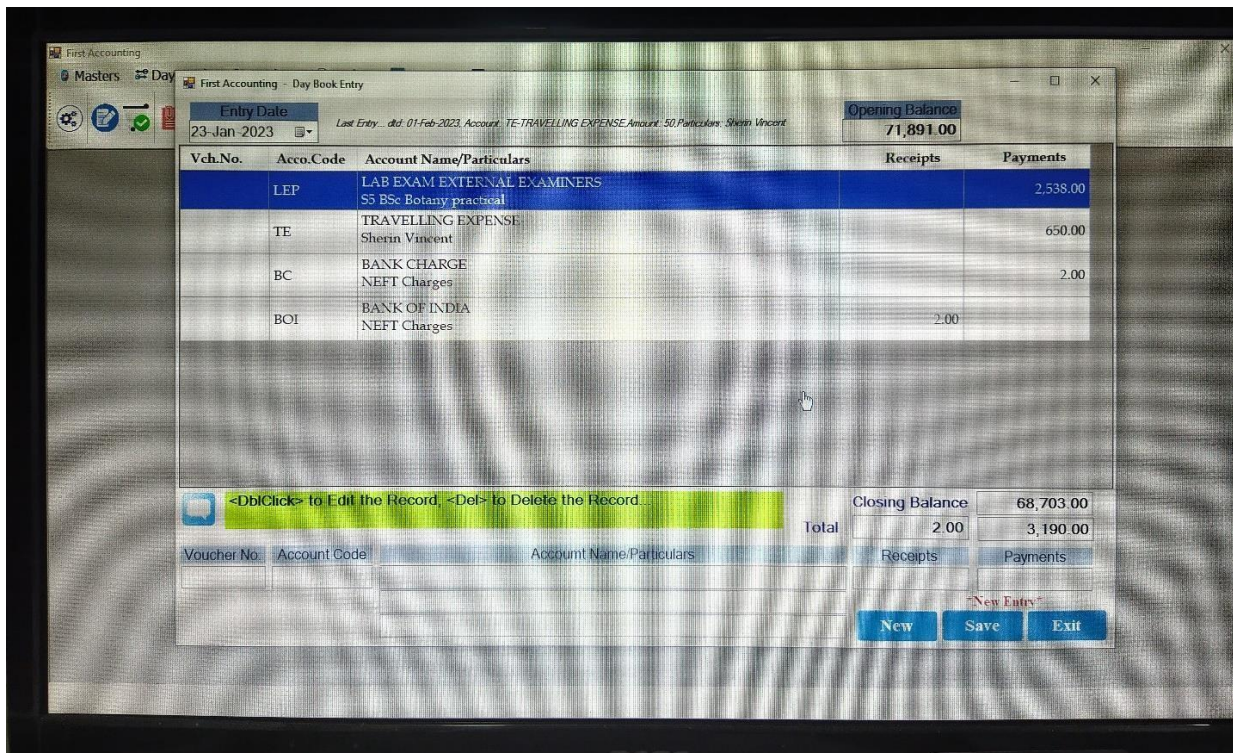 First Accounting
Masters Day
First Accounting - Day Book Entry
Entry Date
23-Jan-2023
Last Entry... dtd: 01-Feb-2023, Account: TE-TRAVELLING EXPENSE,Amount: 50,Particulars: Sherin Vincent
Opening Balance
71,891.00
Vch.No. Acco.Code Account Name/Particulars Receipts Payments
LEP LAB EXAM EXTERNAL EXAMINERS 2,538.00
S5 BSc Botany practical
TE TRAVELLING EXPENSE 650.00
Sherin Vincent
BC BANK CHARGE 2.00
NEFT Charges
BOI BANK OF INDIA 2.00
NEFT Charges
<DblClick> to Edit the Record, <Del> to Delete the Record...
Closing Balance 68,703.00
Total 2.00 3,190.00
Voucher No. Account Code Accoumt Name/Particulars Receipts Payments
*New Entry*
New Save Exit